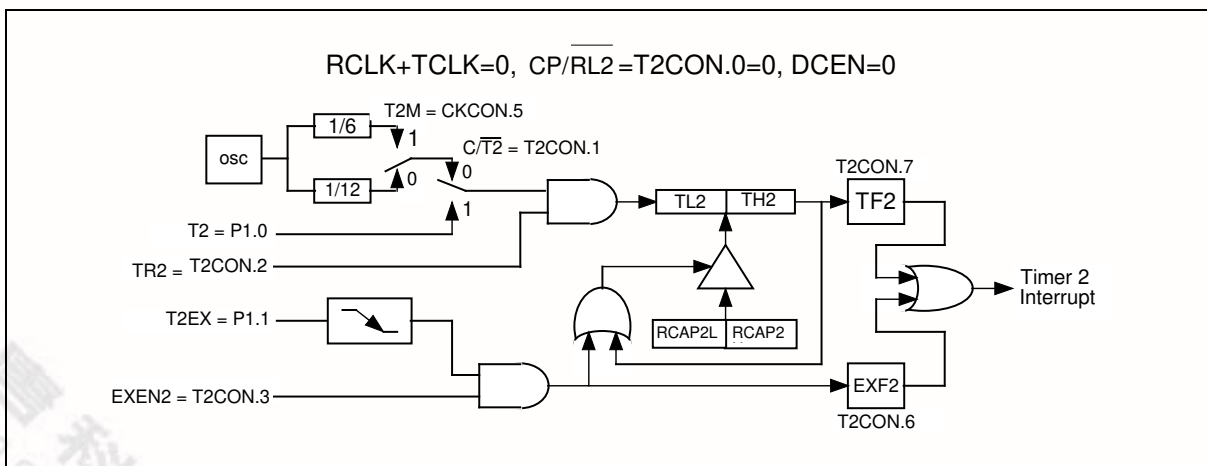 RCLK+TCLK=0, CP/RL2 =T2CON.0=0, DCEN=0
T2M = CKCON.5
1/6
1
C/T2 = T2CON.1
osc
0
0
1/12
1
T2CON.7
TL2
TH2
TF2
T2 = P1.0
TR2 = T2CON.2
Timer 2
Interrupt
T2EX = P1.1
RCAP2L
RCAP2
EXEN2 = T2CON.3
EXF2
T2CON.6